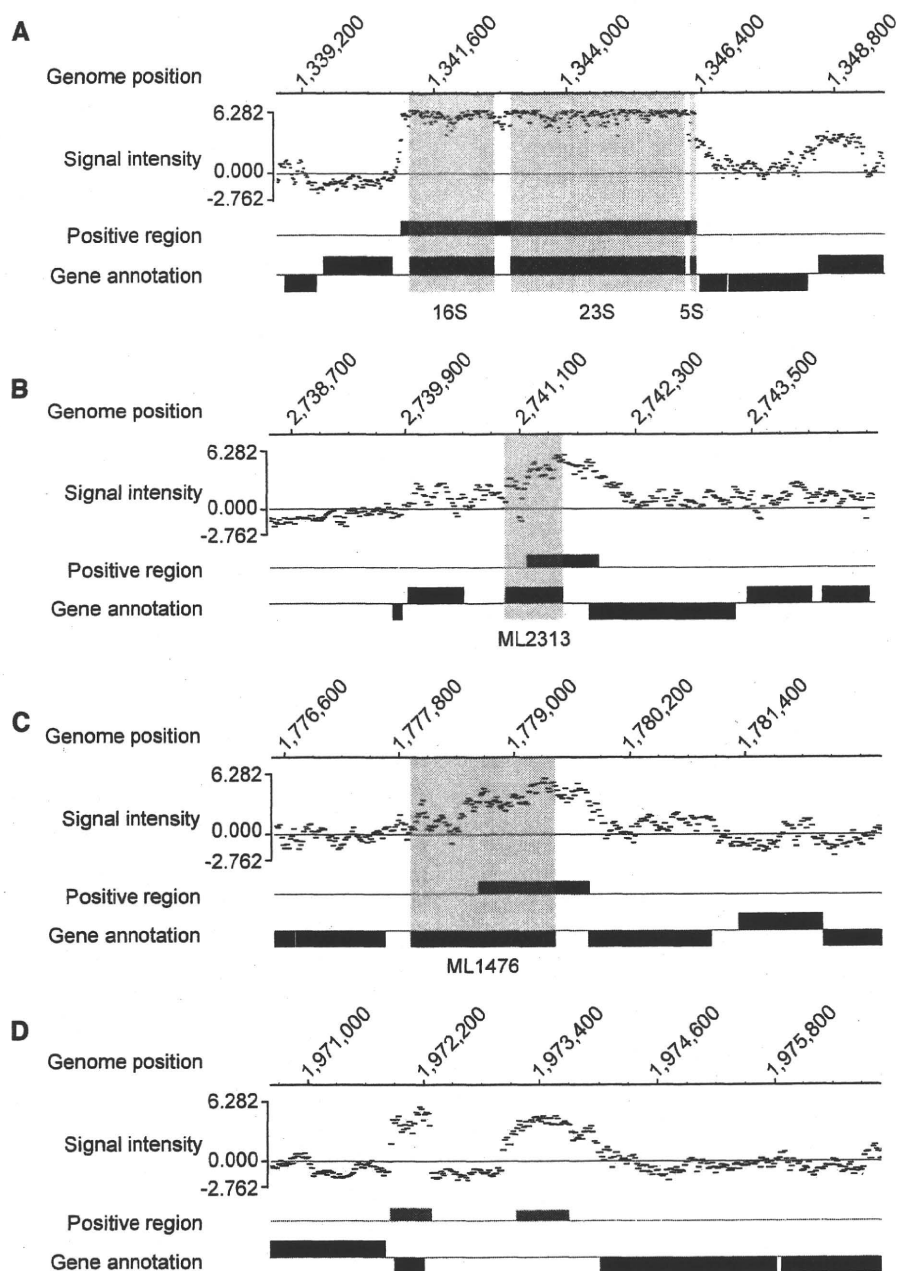 A
Genome position
1,339,200 1,341,600 1,344,000 1,346,400 1,348,800
6.282
Signal intensity
0.000
-2.762
Positive region
Gene annotation
16S 23S 5S
B
Genome position
2,738,700 2,739,900 2,741,100 2,742,300 2,743,500
6.282
Signal intensity
0.000
-2.762
Positive region
Gene annotation
ML2313
C
Genome position
1,776,600 1,777,800 1,779,000 1,780,200 1,781,400
6.282
Signal intensity
0.000
-2.762
Positive region
Gene annotation
ML1476
D
Genome position
1,971,000 1,972,200 1,973,400 1,974,600 1,975,800
6.282
Signal intensity
0.000
-2.762
Positive region
Gene annotation